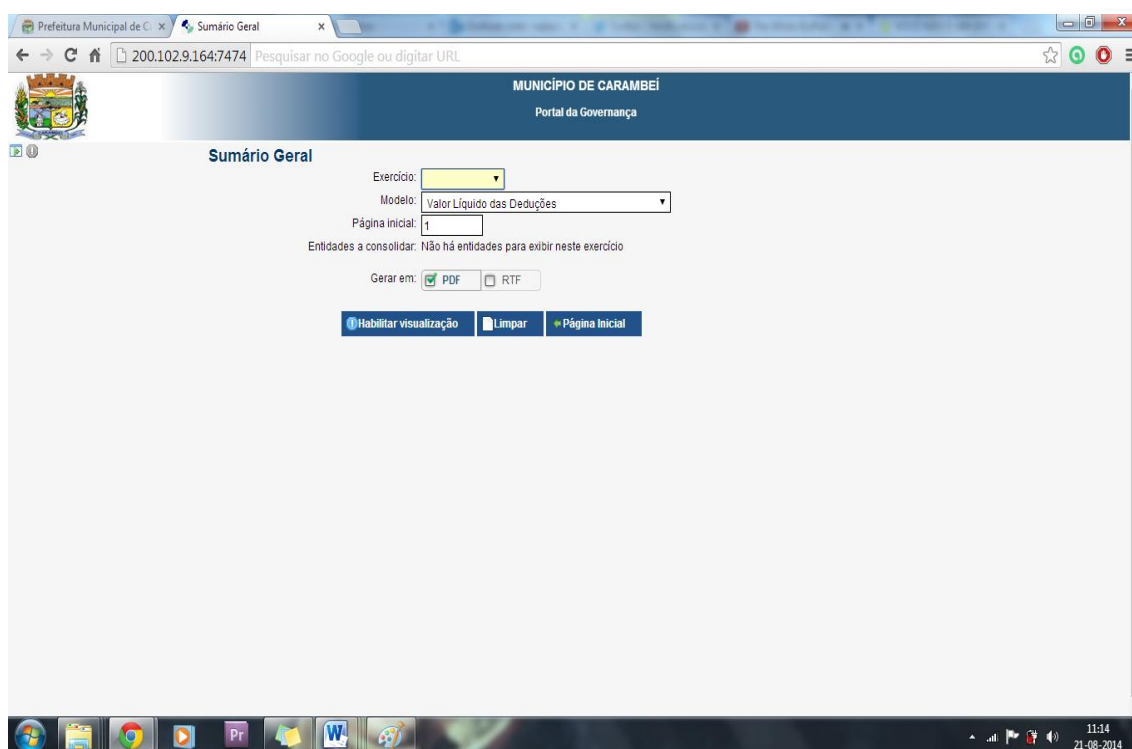 Prefeitura Municipal de C
Sumário Geral
200.102.9.164:7474 Pesquisar no Google ou digitar URL
MUNICÍPIO DE CARAMBEÍ
Portal da Governança
CARAMBEÍ
Sumário Geral
Exercício:
Modelo: Valor Líquido das Deduções
Página inicial: 1
Entidades a consolidar: Não há entidades para exibir neste exercício
Gerar em: PDF RTF
Habilitar visualização Limpar Página Inicial
Pr W
11:14
21-08-2014